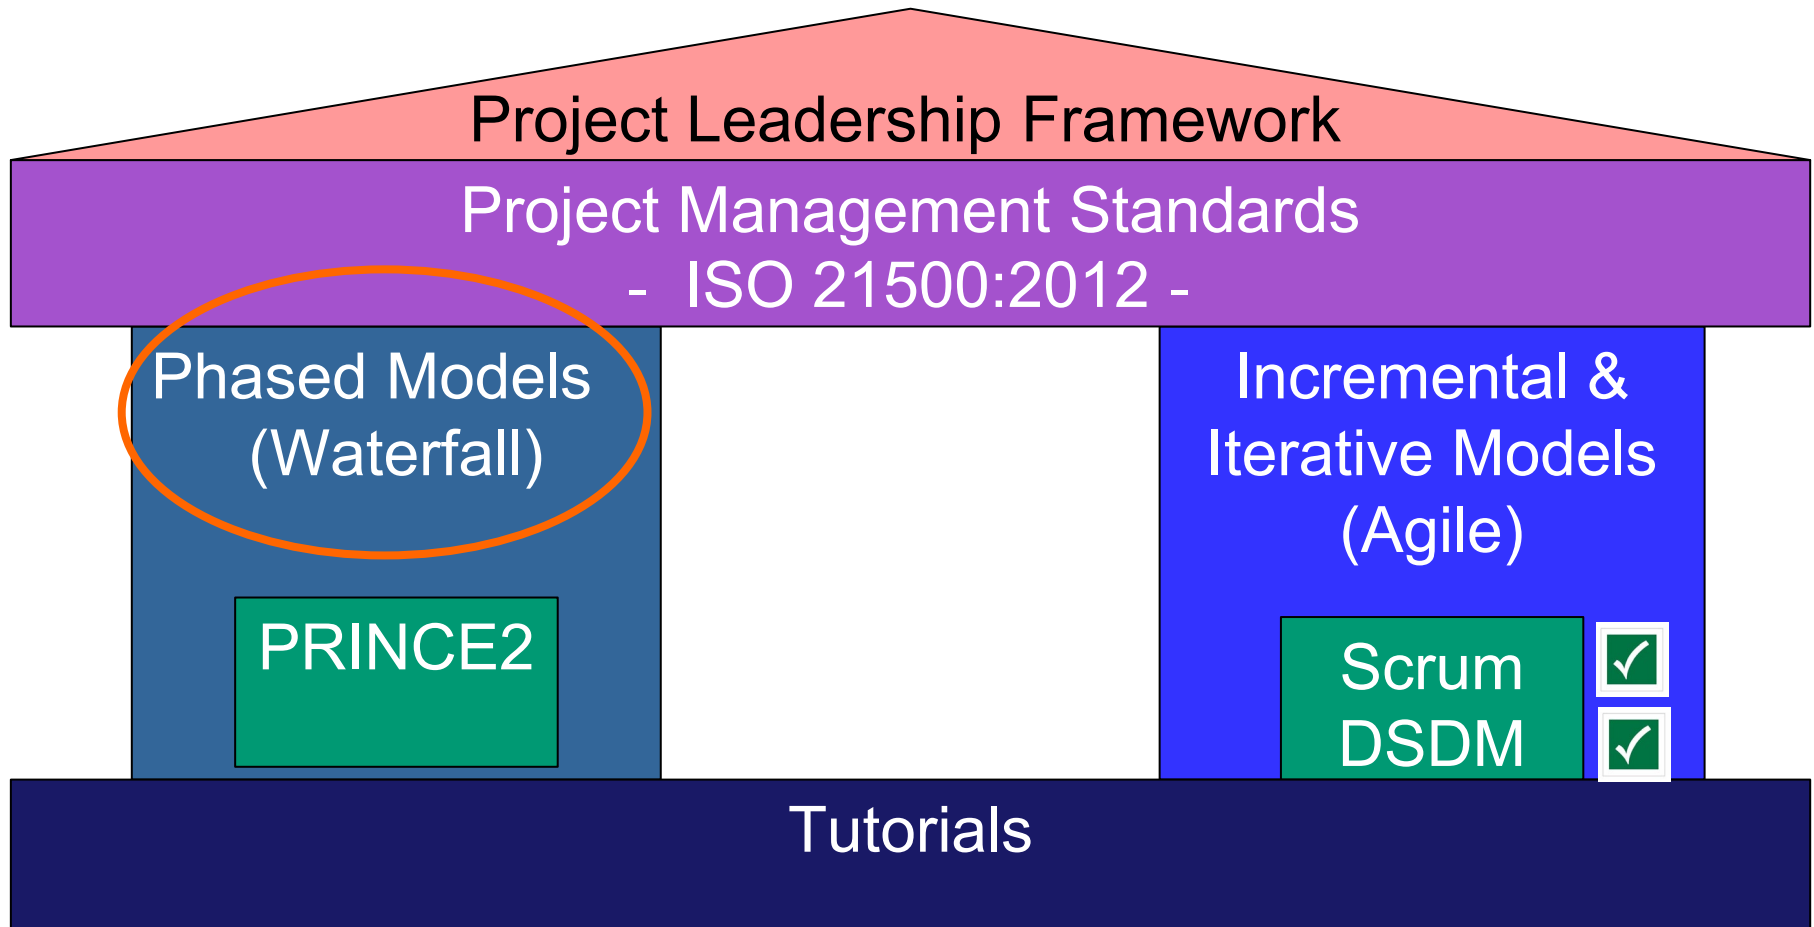 Project Leadership Framework
Project Management Standards
- ISO 21500:2012 -
Phased Models
(Waterfall)
PRINCE2
Incremental &
Iterative Models
(Agile)
Scrum
DSDM
Tutorials